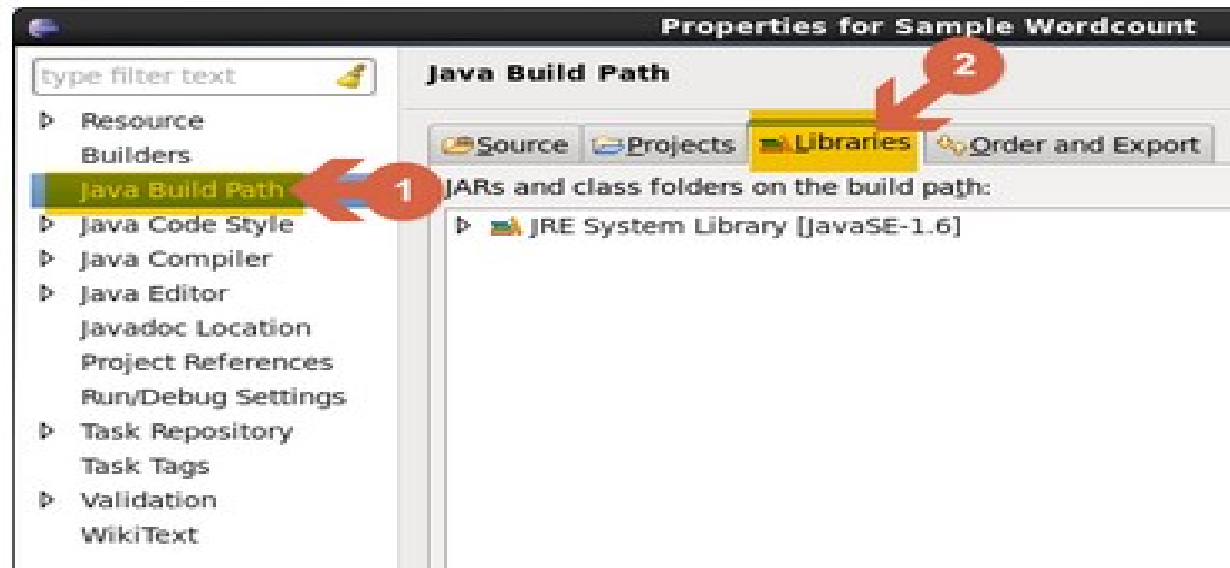 Properties for Sample Wordcount
type filter text
Resource
Builders
Java Build Path
Java Code Style
Java Compiler
Java Editor
Javadoc Location
Project References
Run/Debug Settings
Task Repository
Task Tags
Validation
WikiText
1
Java Build Path
2
Source Projects Libraries Order and Export
JARs and class folders on the build path:
JRE System Library [JavaSE-1.6]